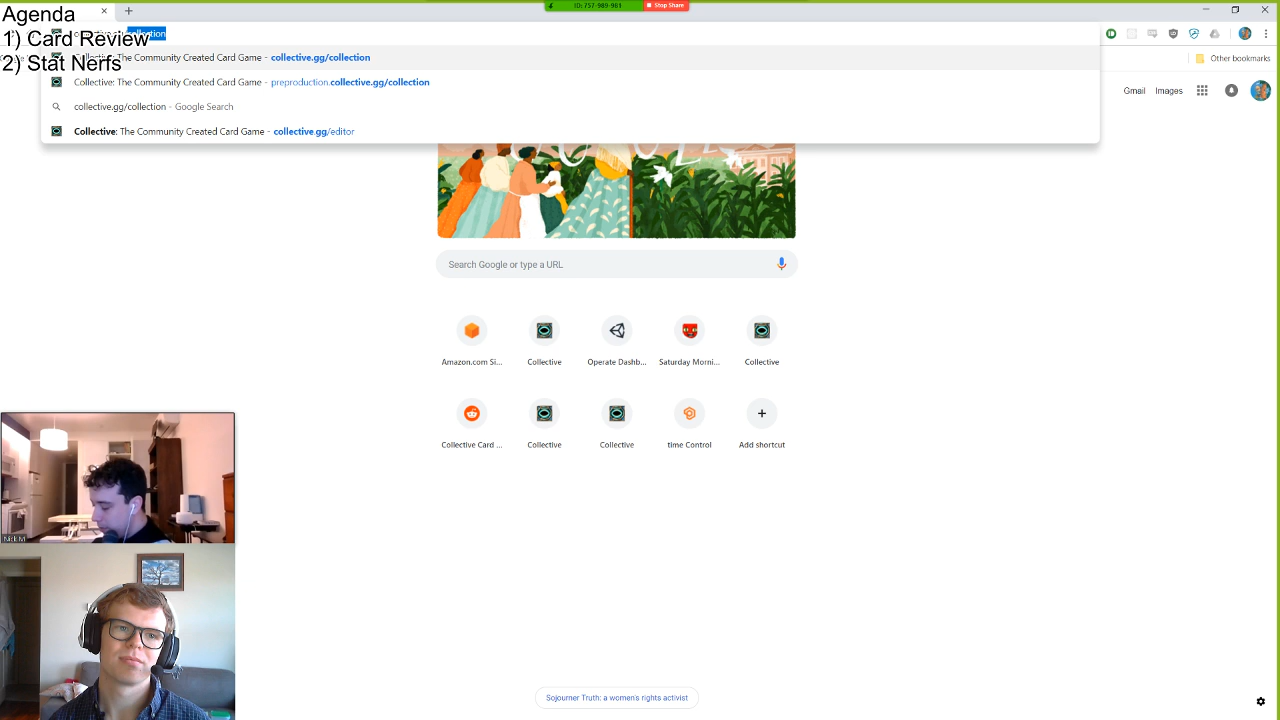 ID: 757-989-961 Stop Share
Agenda
1) Card Review
2) Stat Nerfs
Collective: The Community Created Card Game - collective.gg/collection
Collective: The Community Created Card Game - preproduction.collective.gg/collection
collective.gg/collection - Google Search
Collective: The Community Created Card Game - collective.gg/editor
Other bookmarks
Gmail Images
Search Google or type a URL
Amazon.com Si... Collective Operate Dashb... Saturday Morni... Collective
Collective Card ... Collective Collective time Control Add shortcut
Nick M
Sojourner Truth: a women's rights activist